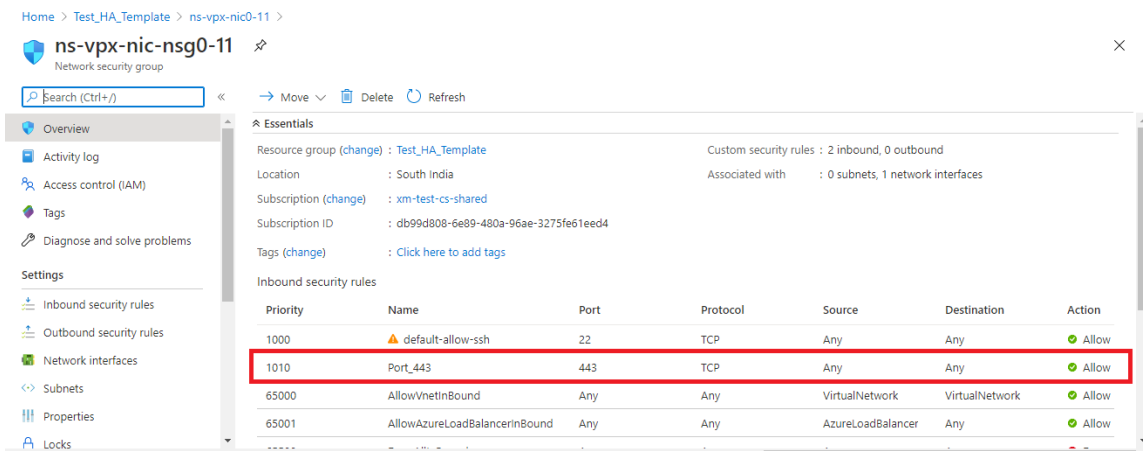 Home > Test_HA_Template > ns-vpx-nic0-11 >
ns-vpx-nic-nsg0-11
Network security group
Search (Ctrl+/)
Overview
Activity log
Access control (IAM)
Tags
Diagnose and solve problems
Settings
Inbound security rules
Outbound security rules
Network interfaces
Subnets
Properties
Locks
Move Delete Refresh
Essentials
Resource group (change) : Test_HA_Template
Location : South India
Subscription (change) : xm-test-cs-shared
Subscription ID : db99d808-6e89-480a-96ae-3275fe61eed4
Tags (change) : Click here to add tags
Custom security rules : 2 inbound, 0 outbound
Associated with : 0 subnets, 1 network interfaces
Inbound security rules
Priority Name Port Protocol Source Destination Action
1000 default-allow-ssh 22 TCP Any Any Allow
1010 Port_443 443 TCP Any Any Allow
65000 AllowVnetInBound Any Any VirtualNetwork VirtualNetwork Allow
65001 AllowAzureLoadBalancerInBound Any Any AzureLoadBalancer Any Allow